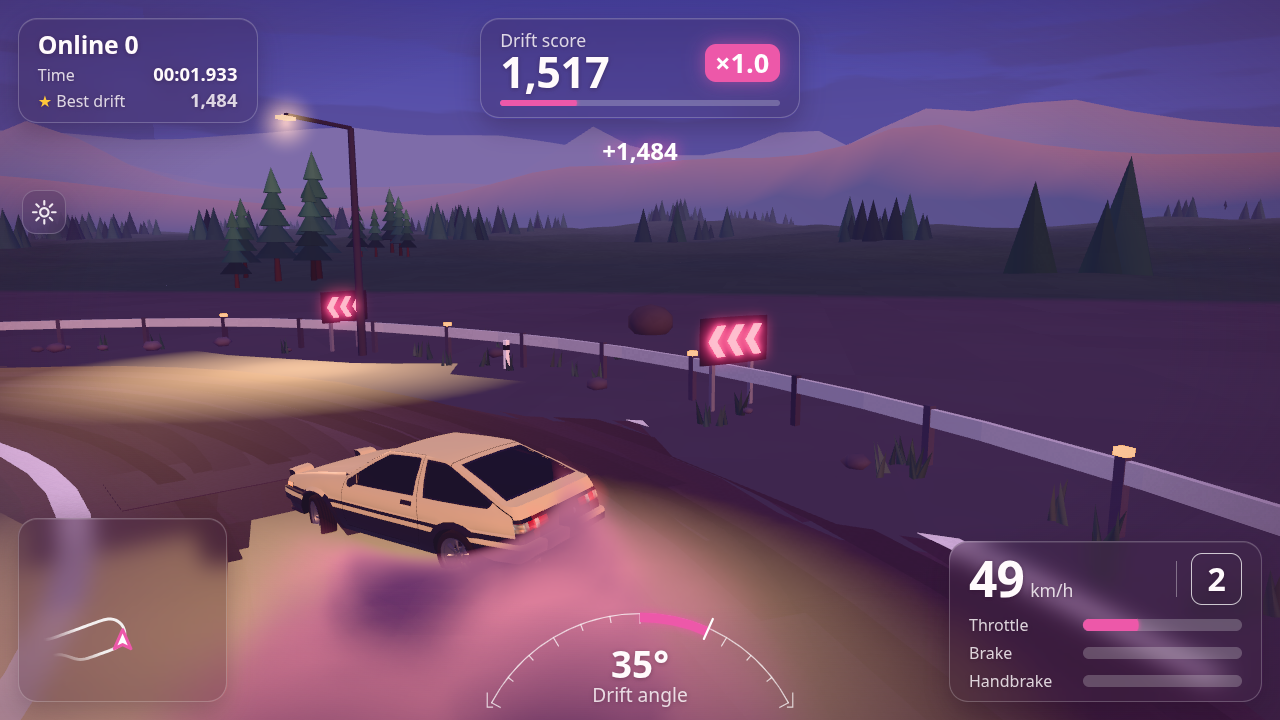 Online 0
Time 00:01.933
★ Best drift 1,484
Drift score
1,517
×1.0
+1,484
35°
Drift angle
49 km/h
2
Throttle
Brake
Handbrake